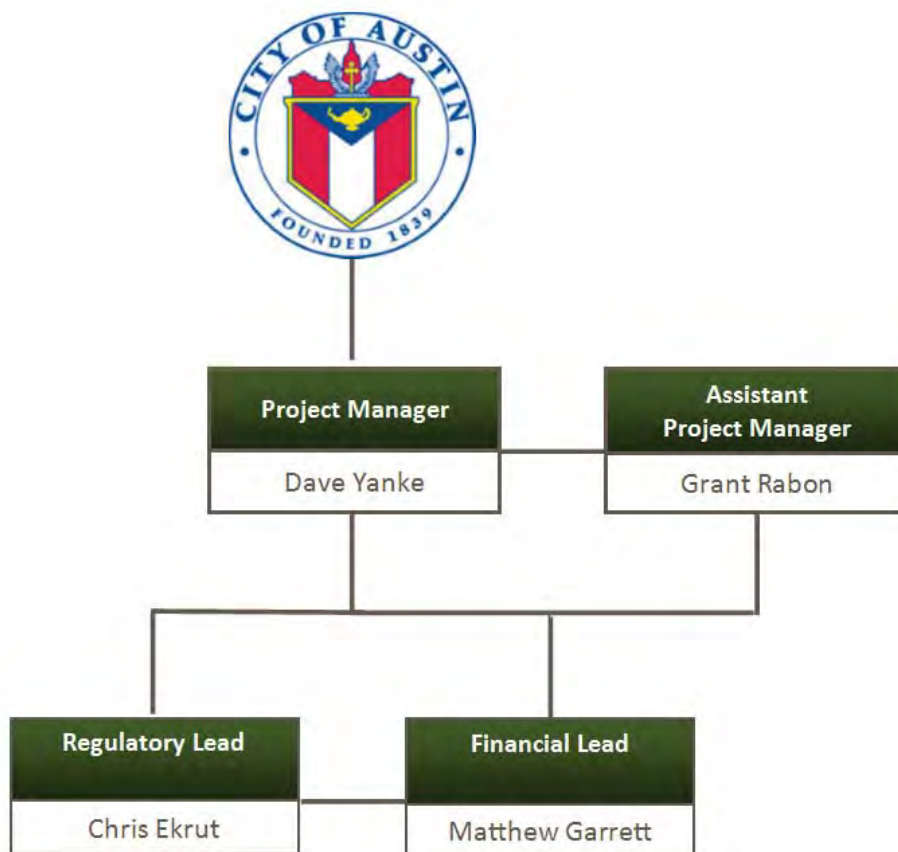 CITY OF AUSTIN
FOUNDED 1839
Project Manager
Dave Yanke
Assistant
Project Manager
Grant Rabon
Regulatory Lead
Chris Ekrut
Financial Lead
Matthew Garrett